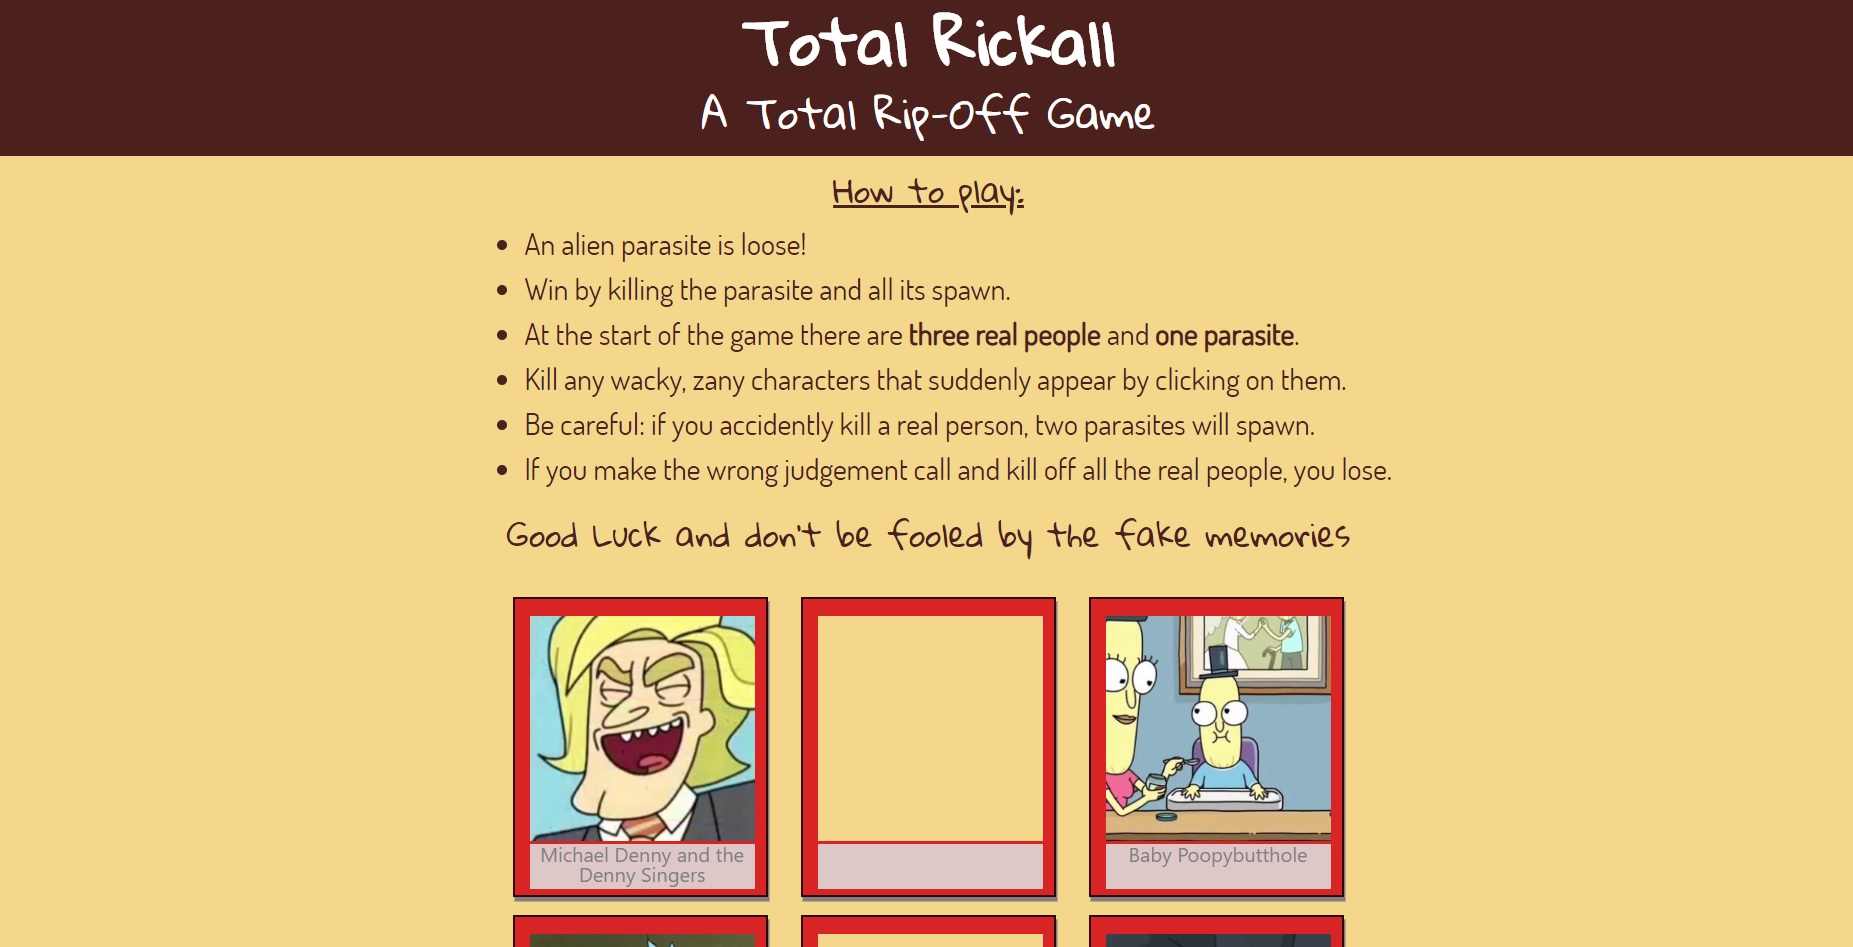 Total Rickall
A Total Rip-Off Game
How to play:
• An alien parasite is loose!
• Win by killing the parasite and all its spawn.
• At the start of the game there are three real people and one parasite.
• Kill any wacky, zany characters that suddenly appear by clicking on them.
• Be careful: if you accidently kill a real person, two parasites will spawn.
• If you make the wrong judgement call and kill off all the real people, you lose.
Good Luck and don't be fooled by the fake memories
Michael Denny and the
Denny Singers
Baby Poopybutthole